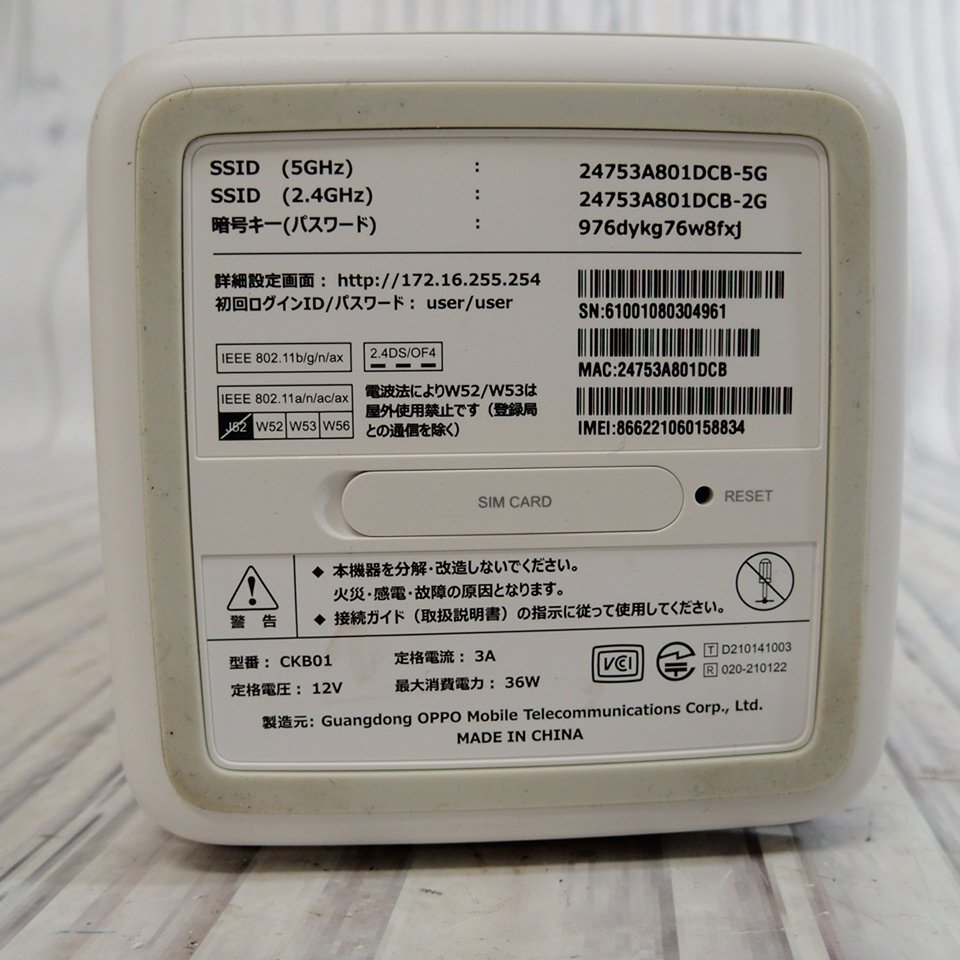 SSID (5GHz) : 24753A801DCB-5G
SSID (2.4GHz) : 24753A801DCB-2G
暗号キー(パスワード) : 976dykg76w8fxj
詳細設定画面： http://172.16.255.254
初回ログインID/パスワード： user/user
SN:61001080304961
MAC:24753A801DCB
IMEI:866221060158834
IEEE 802.11b/g/n/ax
2.4DS/OF4
IEEE 802.11a/n/ac/ax
J52 W52 W53 W56
電波法によりW52/W53は
屋外使用禁止です（登録局
との通信を除く）
SIM CARD
RESET
警 告
◆ 本機器を分解・改造しないでください。
火災・感電・故障の原因となります。
◆ 接続ガイド（取扱説明書）の指示に従って使用してください。
型番： CKB01
定格電流： 3A
定格電圧： 12V
最大消費電力： 36W
VCCI
T D210141003
R 020-210122
製造元: Guangdong OPPO Mobile Telecommunications Corp., Ltd.
MADE IN CHINA